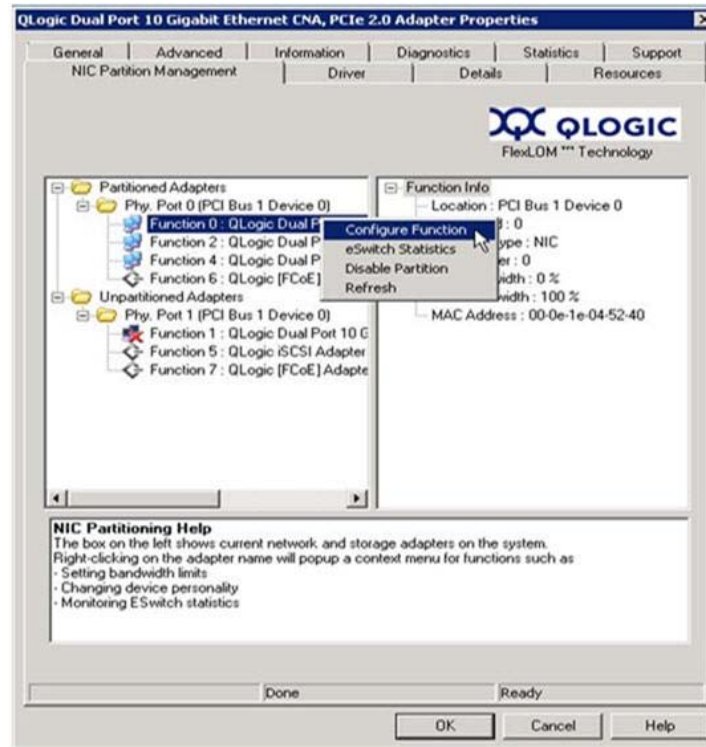 QLogic Dual Port 10 Gigabit Ethernet CNA, PCIe 2.0 Adapter Properties
General
Advanced
Information
Diagnostics
Statistics
Support
NIC Partition Management
Driver
Details
Resources
QLOGIC
FlexLOM ™ Technology
Partitioned Adapters
Phy. Port 0 (PCI Bus 1 Device 0)
Function 0 : QLogic Dual P
Function 2 : QLogic Dual P
Function 4 : QLogic Dual P
Function 6 : QLogic [FCoE]
Unpartitioned Adapters
Phy. Port 1 (PCI Bus 1 Device 0)
Function 1 : QLogic Dual Port 10 G
Function 5 : QLogic iSCSI Adapter
Function 7 : QLogic [FCoE] Adapte
Configure Function
eSwitch Statistics
Disable Partition
Refresh
Function Info
Location : PCI Bus 1 Device 0
: 0
ype : NIC
er : 0
width : 0 %
width : 100 %
MAC Address : 00-0e-1e-04-52-40
NIC Partitioning Help
The box on the left shows current network and storage adapters on the system.
Right-clicking on the adapter name will popup a context menu for functions such as
- Setting bandwidth limits
- Changing device personality
- Monitoring ESwitch statistics
Done
Ready
OK
Cancel
Help